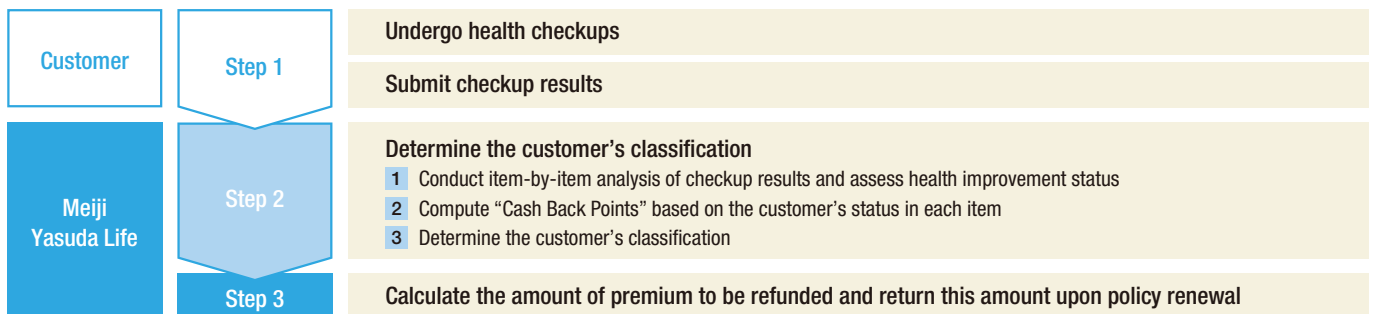 Customer
Step 1
Undergo health checkups
Submit checkup results
Meiji
Yasuda Life
Step 2
Determine the customer’s classification
1 Conduct item-by-item analysis of checkup results and assess health improvement status
2 Compute “Cash Back Points” based on the customer’s status in each item
3 Determine the customer’s classification
Step 3
Calculate the amount of premium to be refunded and return this amount upon policy renewal